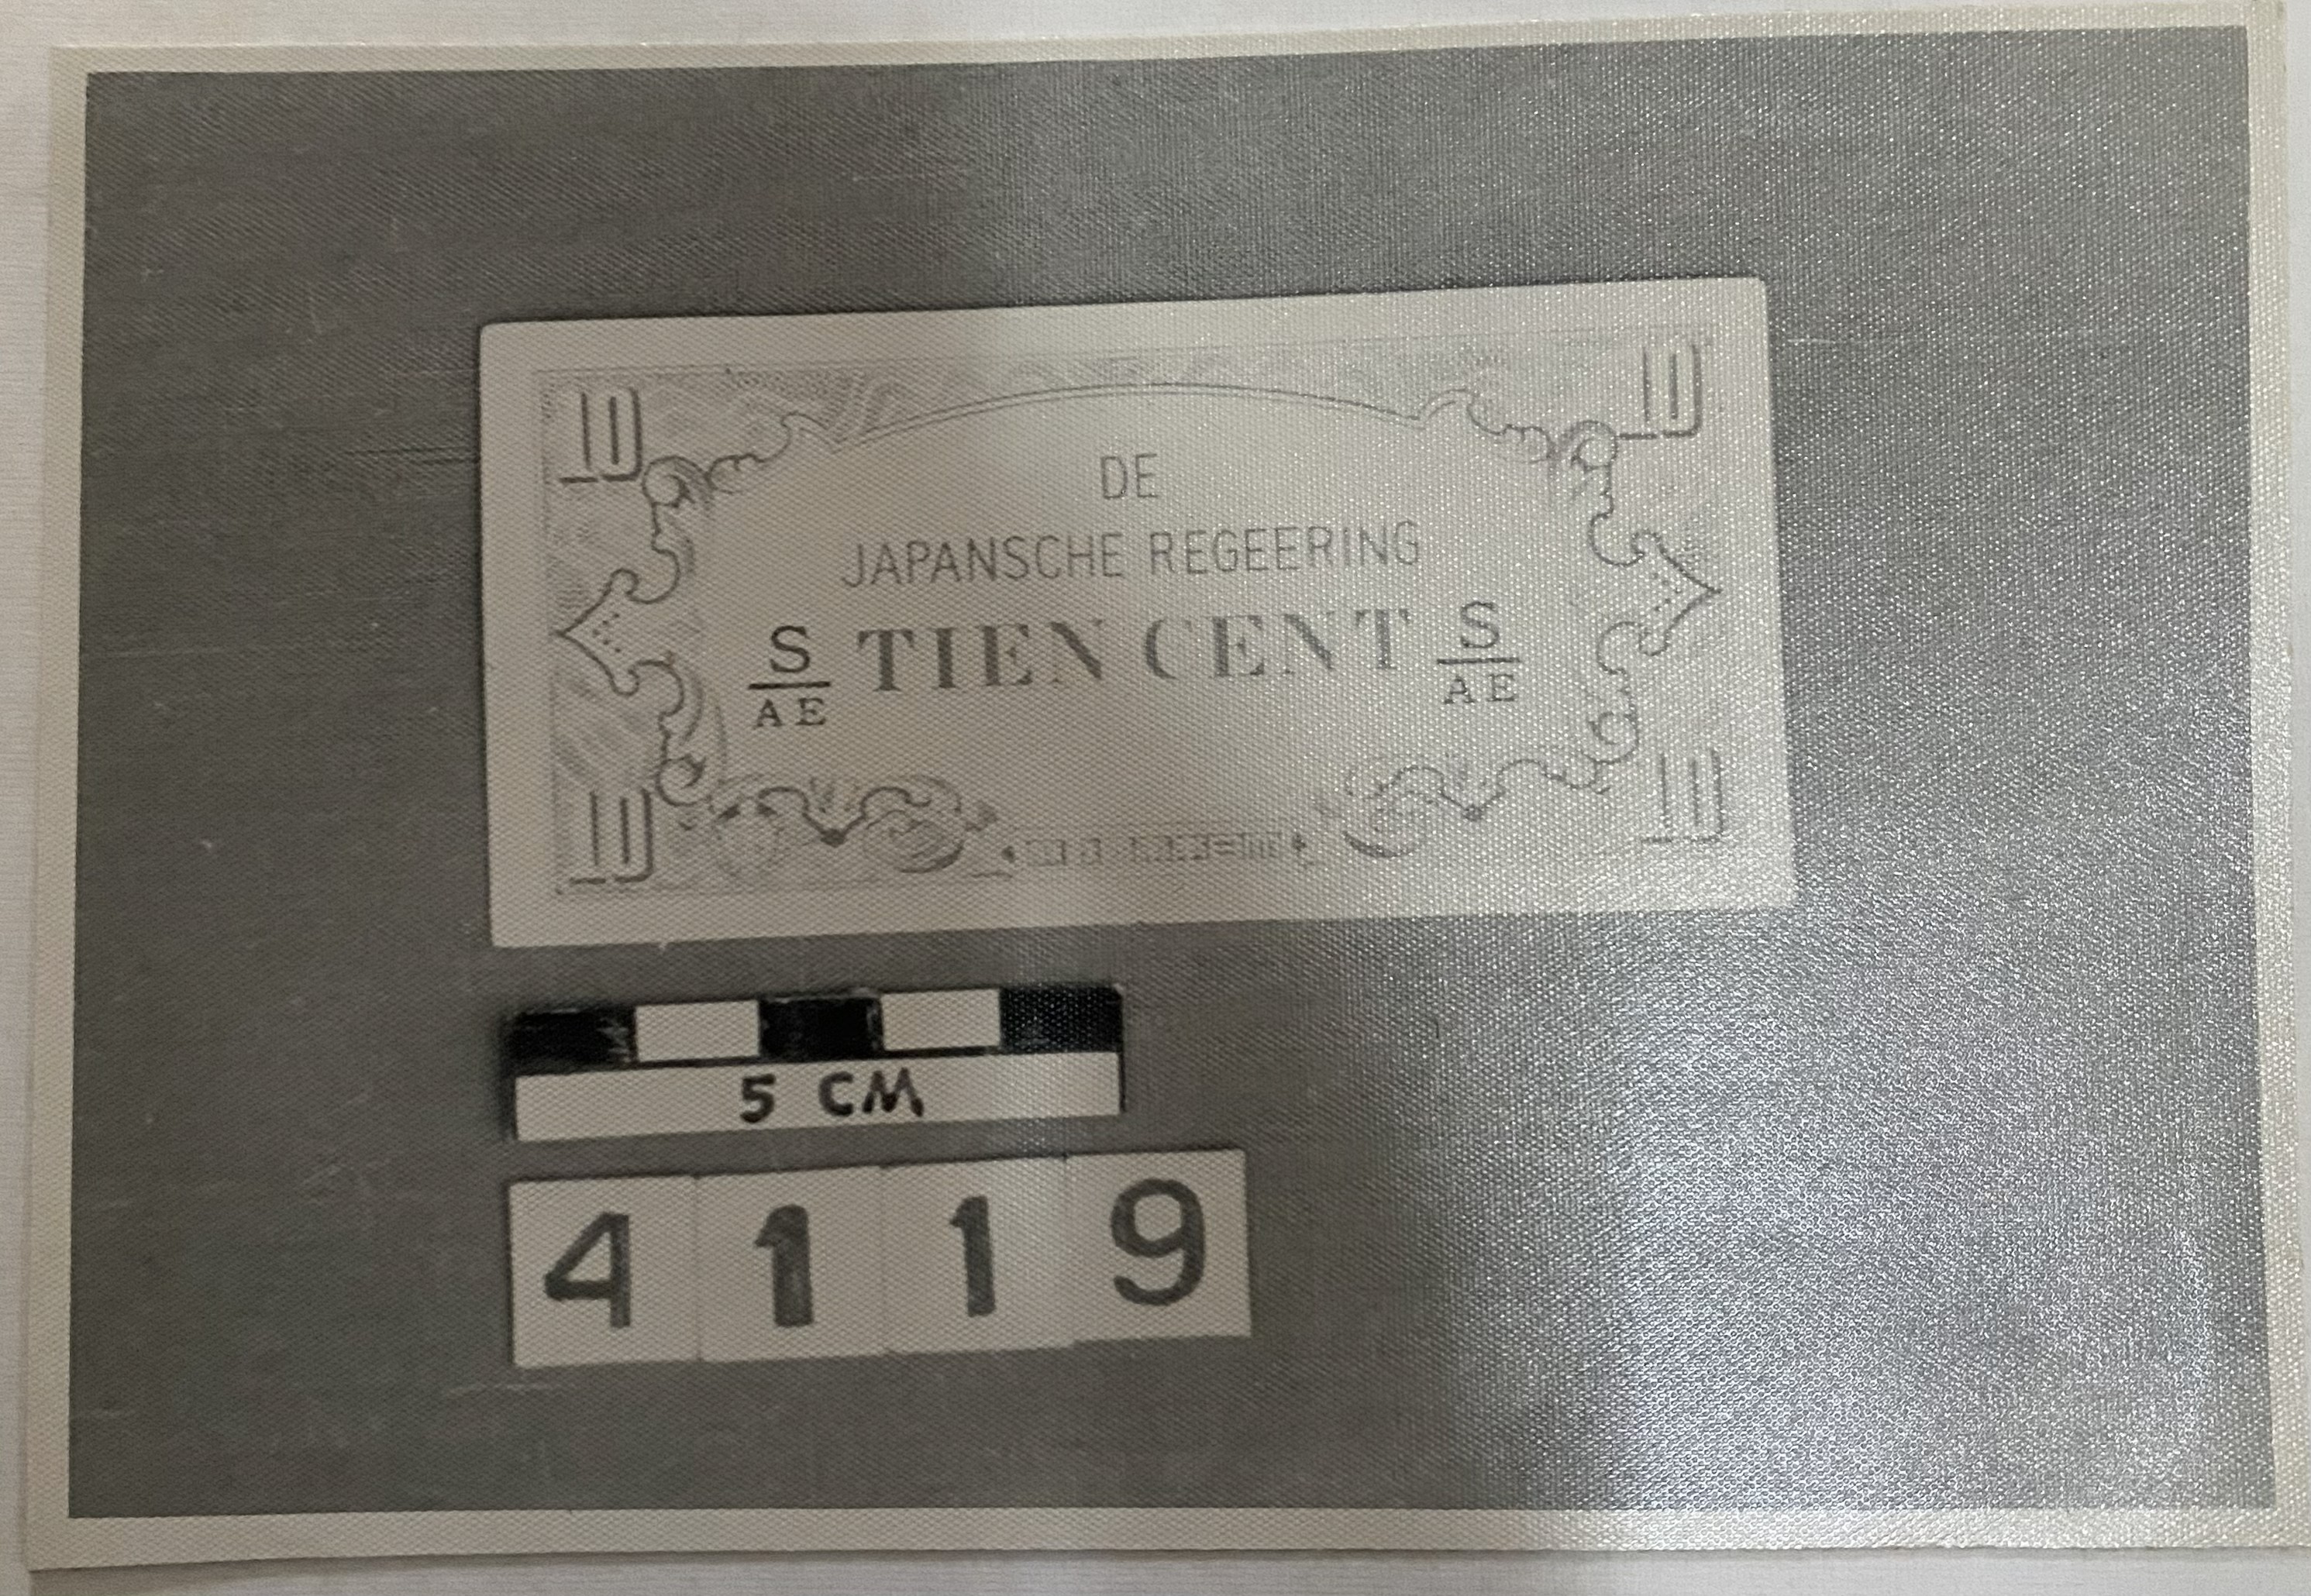 10 10
DE
JAPANSCHE REGEERING
S/AE TIEN CENT S/AE
10 10
5 CM
4119